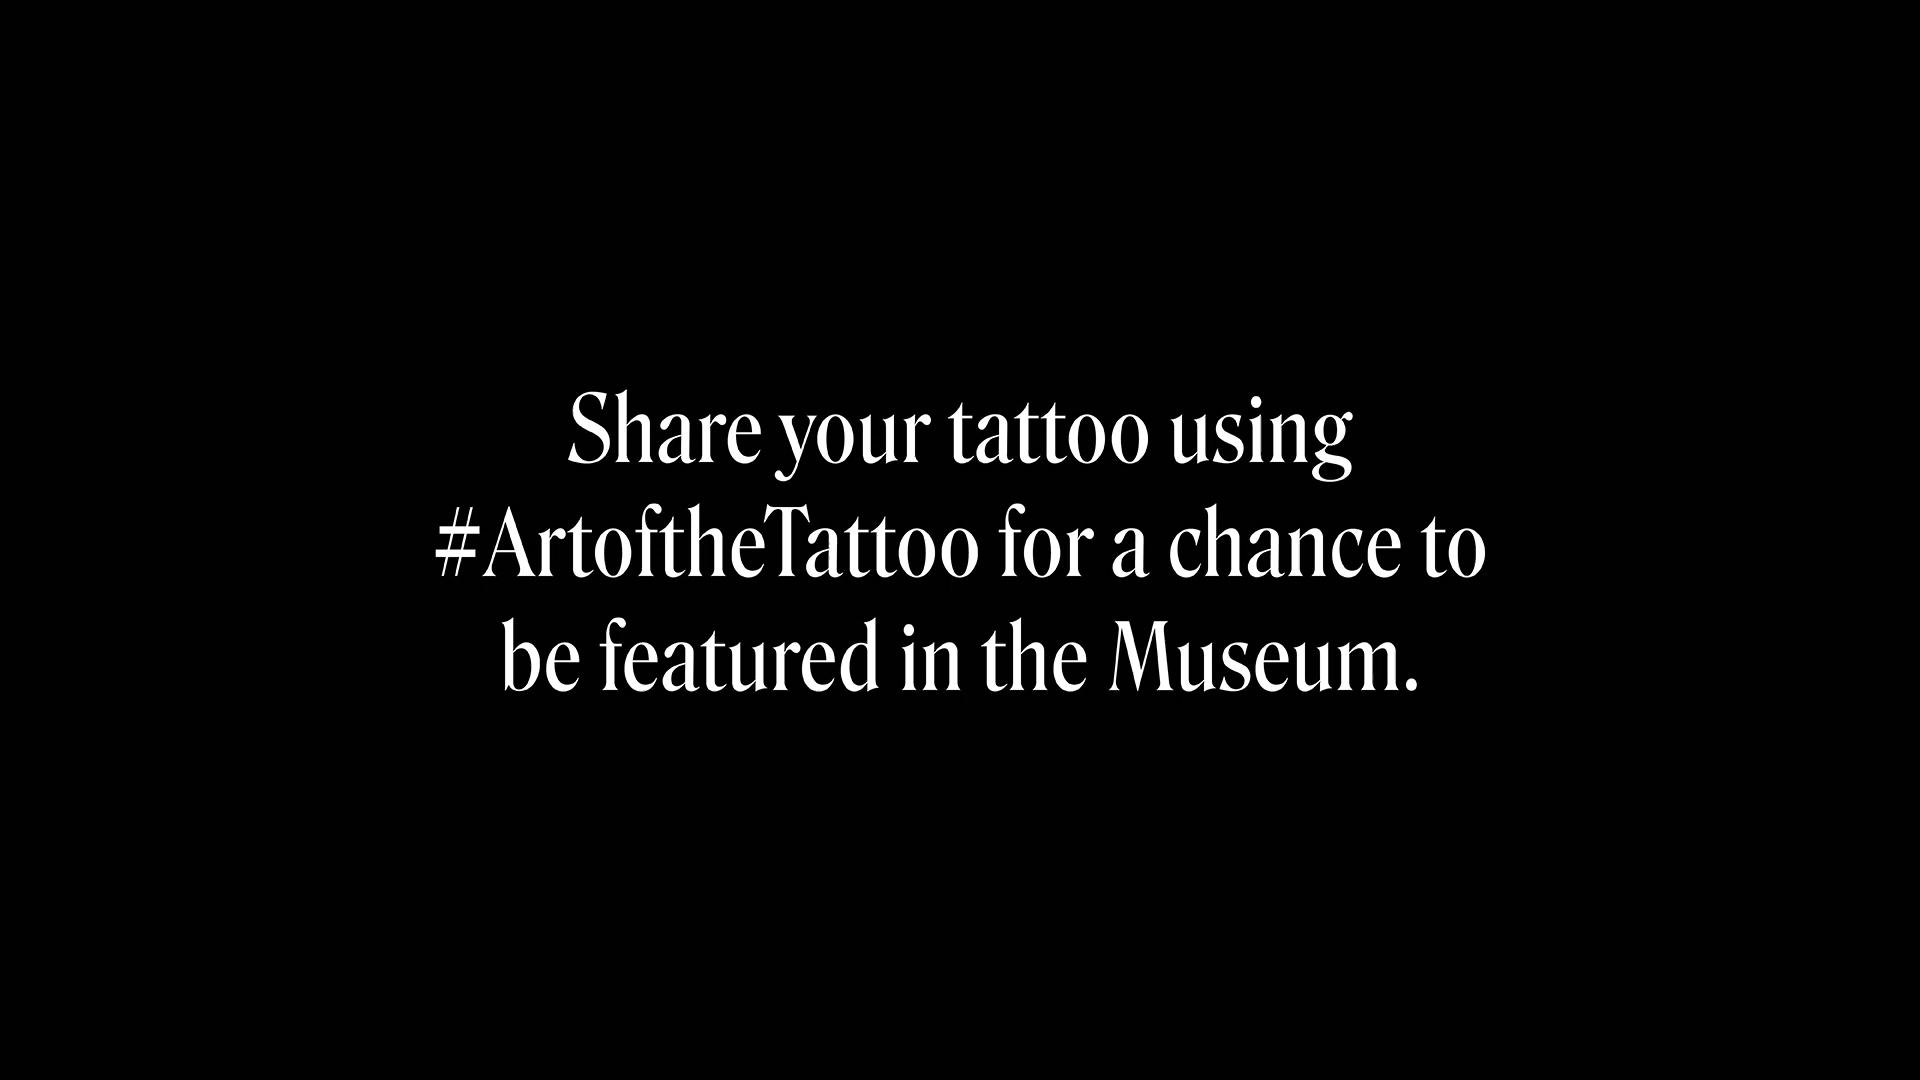 Share your tattoo using
#ArtoftheTattoo for a chance to
be featured in the Museum.